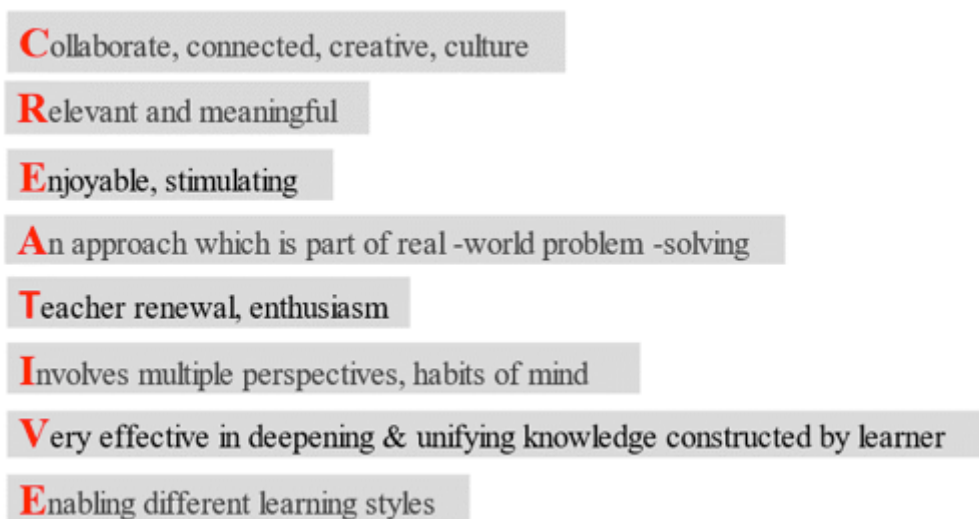 Collaborate, connected, creative, culture
Relevant and meaningful
Enjoyable, stimulating
An approach which is part of real -world problem -solving
Teacher renewal, enthusiasm
Involves multiple perspectives, habits of mind
Very effective in deepening & unifying knowledge constructed by learner
Enabling different learning styles